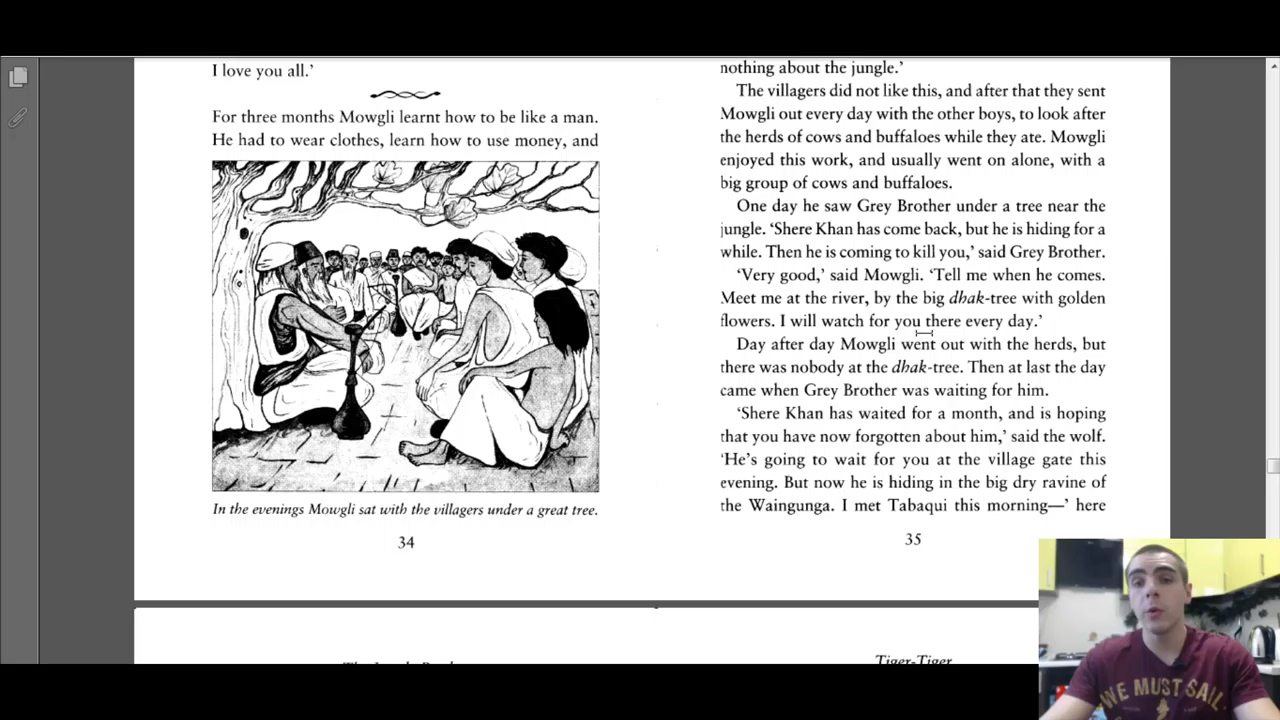 I love you all.’
For three months Mowgli learnt how to be like a man.
He had to wear clothes, learn how to use money, and
In the evenings Mowgli sat with the villagers under a great tree.
34
nothing about the jungle.’
The villagers did not like this, and after that they sent
Mowgli out every day with the other boys, to look after
the herds of cows and buffaloes while they ate. Mowgli
enjoyed this work, and usually went on alone, with a
big group of cows and buffaloes.
One day he saw Grey Brother under a tree near the
jungle. ‘Shere Khan has come back, but he is hiding for a
while. Then he is coming to kill you,’ said Grey Brother.
‘Very good,’ said Mowgli. ‘Tell me when he comes.
Meet me at the river, by the big dhak-tree with golden
flowers. I will watch for you there every day.’
Day after day Mowgli went out with the herds, but
there was nobody at the dhak-tree. Then at last the day
came when Grey Brother was waiting for him.
‘Shere Khan has waited for a month, and is hoping
that you have now forgotten about him,’ said the wolf.
‘He’s going to wait for you at the village gate this
evening. But now he is hiding in the big dry ravine of
the Waingunga. I met Tabaqui this morning—’ here
35
Tiger-Tiger
WE MUST SAIL